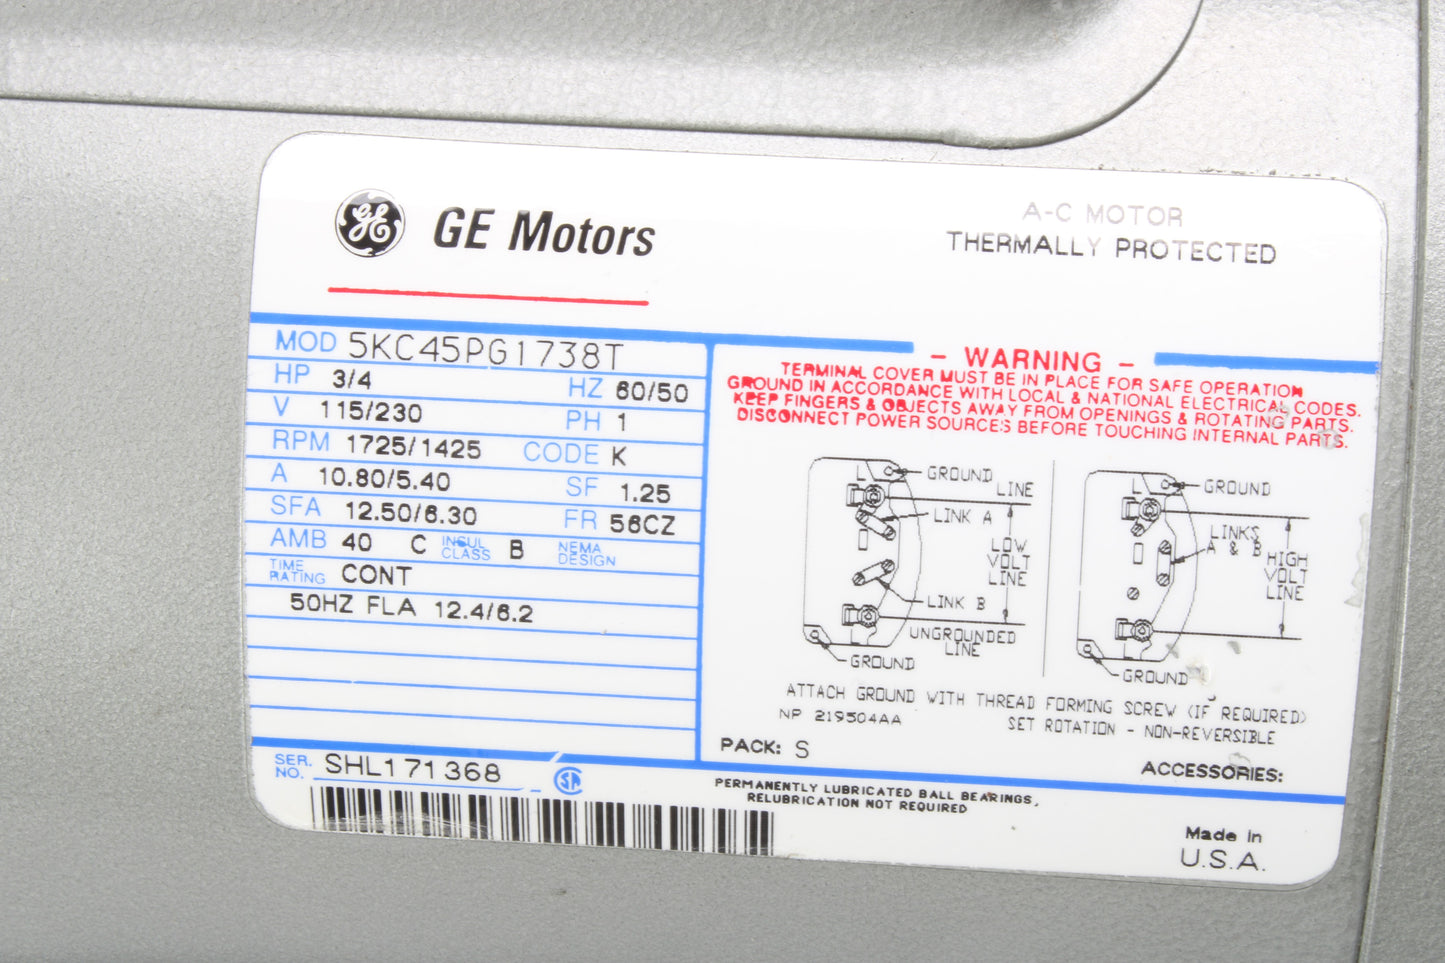 GE GE Motors
A-C MOTOR
THERMALLY PROTECTED
MOD 5KC45PG1738T
HP 3/4 HZ 60/50
V 115/230 PH 1
RPM 1725/1425 CODE K
A 10.80/5.40 SF 1.25
SFA 12.50/6.30 FR 56CZ
AMB 40 C INSUL CLASS B NEMA DESIGN
TIME RATING CONT
50HZ FLA 12.4/6.2
- WARNING -
TERMINAL COVER MUST BE IN PLACE FOR SAFE OPERATION
GROUND IN ACCORDANCE WITH LOCAL & NATIONAL ELECTRICAL CODES.
KEEP FINGERS & OBJECTS AWAY FROM OPENINGS & ROTATING PARTS.
DISCONNECT POWER SOURCES BEFORE TOUCHING INTERNAL PARTS.
L GROUND
LINE
LINK A
LOW
VOLT
LINE
LINK B
UNGROUNDED
LINE
L
GROUND
L GROUND
LINKS
A & B
HIGH
VOLT
LINE
L
GROUND
ATTACH GROUND WITH THREAD FORMING SCREW (IF REQUIRED)
NP 219504AA SET ROTATION - NON-REVERSIBLE
PACK: S
ACCESSORIES:
SER. NO. SHL171368
PERMANENTLY LUBRICATED BALL BEARINGS,
RELUBRICATION NOT REQUIRED
Made in
U.S.A.